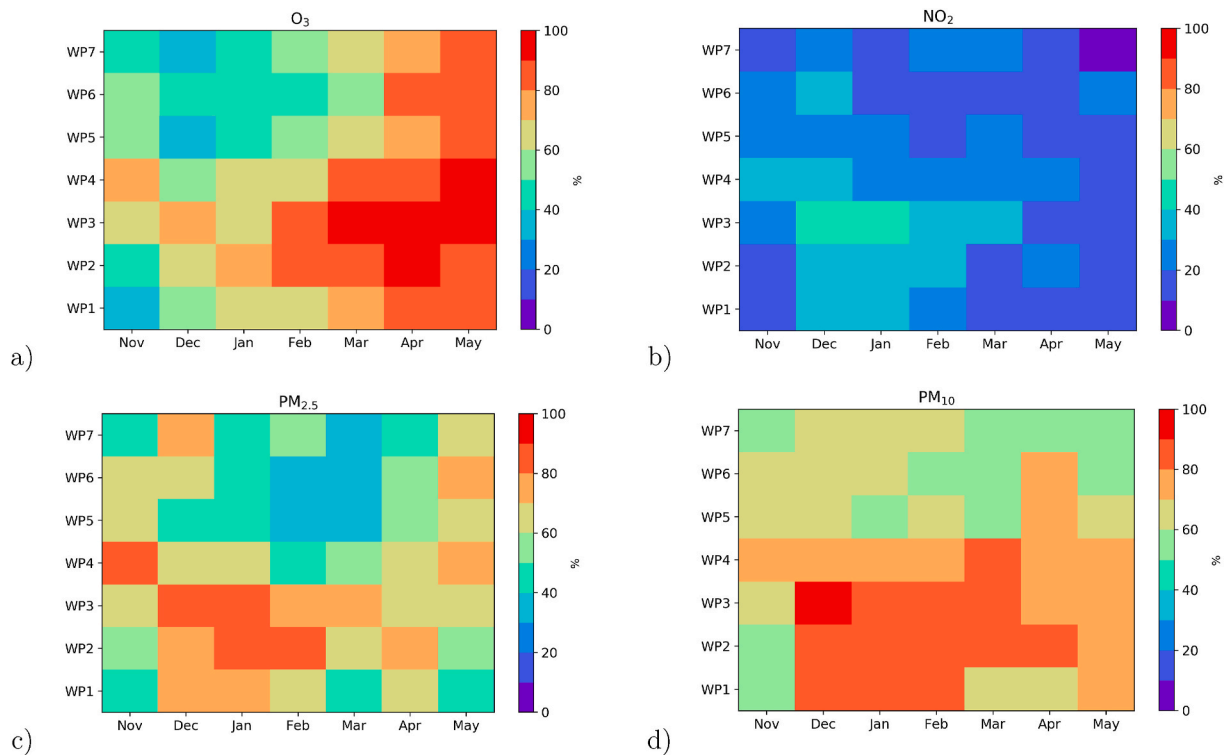 O₃
WP7
WP6
WP5
WP4
WP3
WP2
WP1
Nov Dec Jan Feb Mar Apr May
100
80
60
40
20
0
%
a)
NO₂
WP7
WP6
WP5
WP4
WP3
WP2
WP1
Nov Dec Jan Feb Mar Apr May
100
80
60
40
20
0
%
b)
PM₂.₅
WP7
WP6
WP5
WP4
WP3
WP2
WP1
Nov Dec Jan Feb Mar Apr May
100
80
60
40
20
0
%
c)
PM₁₀
WP7
WP6
WP5
WP4
WP3
WP2
WP1
Nov Dec Jan Feb Mar Apr May
100
80
60
40
20
0
%
d)